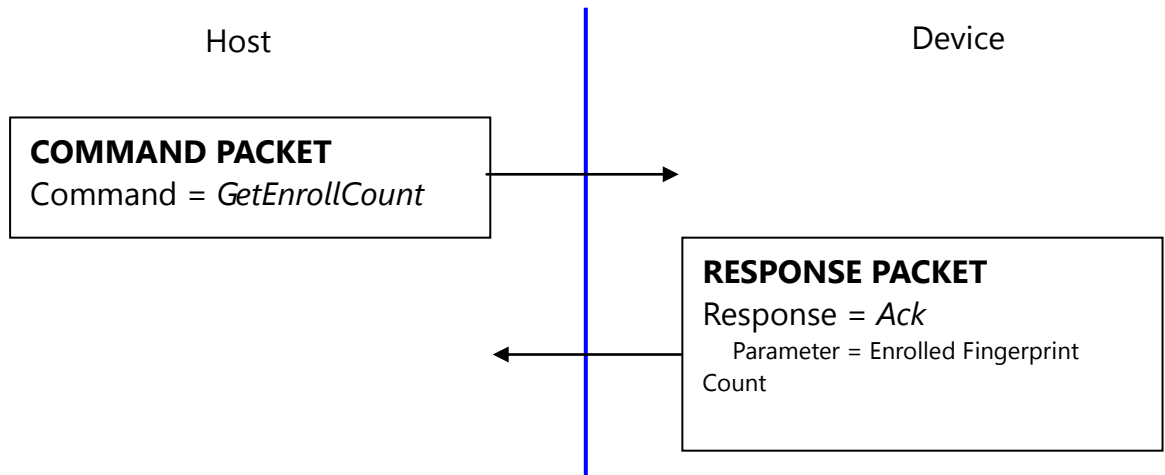 Host
Device
COMMAND PACKET
Command = GetEnrollCount
RESPONSE PACKET
Response = Ack
Parameter = Enrolled Fingerprint
Count